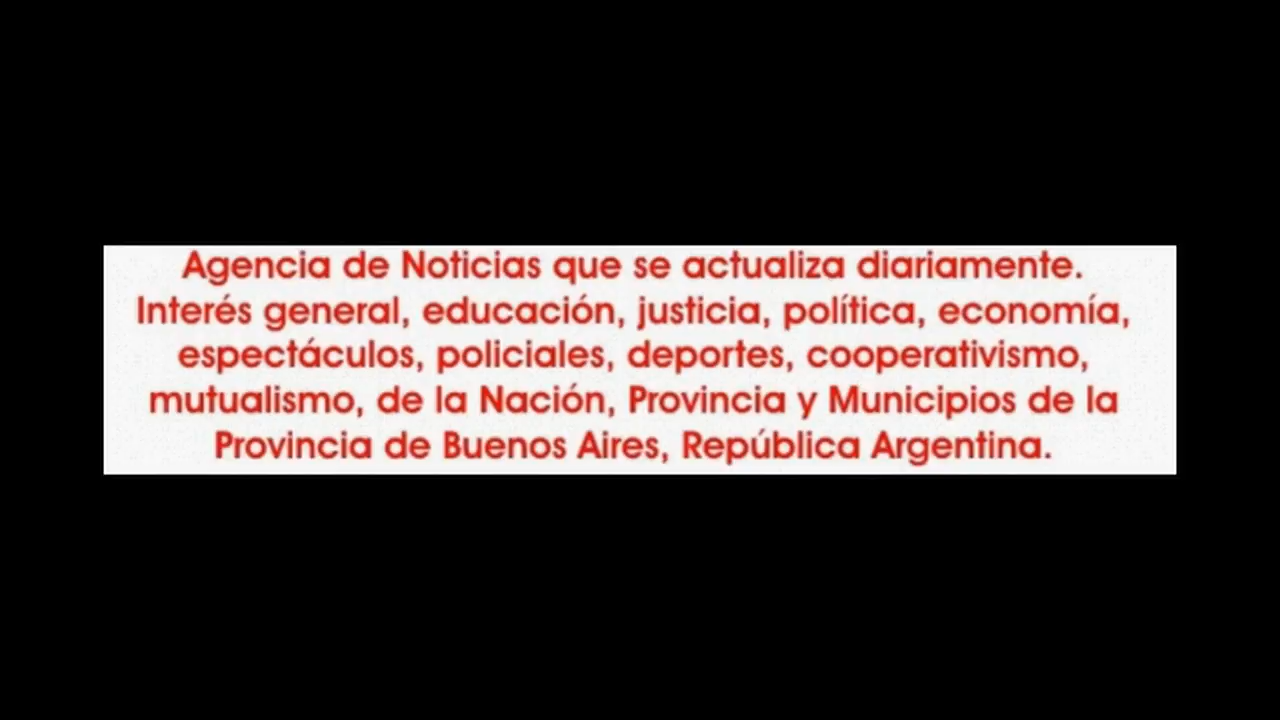 Agencia de Noticias que se actualiza diariamente.
Interés general, educación, justicia, política, economía,
espectáculos, policiales, deportes, cooperativismo,
mutualismo, de la Nación, Provincia y Municipios de la
Provincia de Buenos Aires, República Argentina.